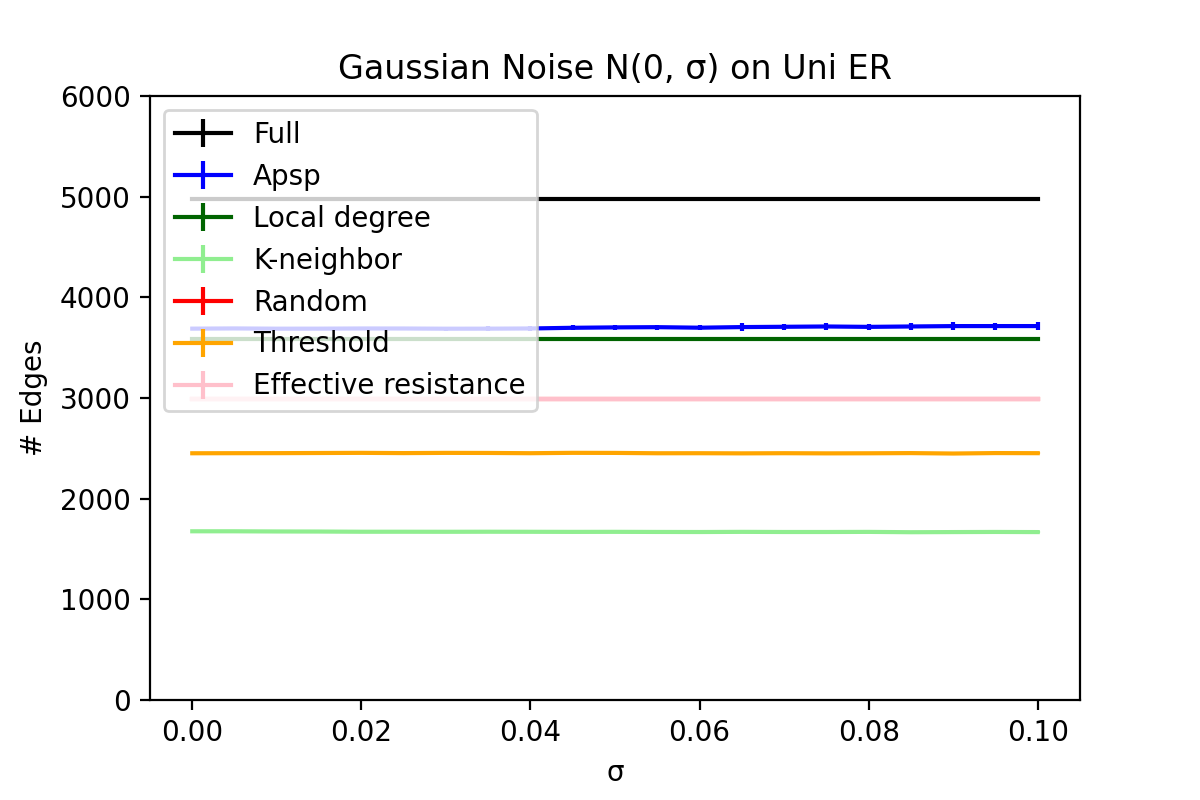 Gaussian Noise N(0, σ) on Uni ER
6000
5000
4000
3000
2000
1000
0
# Edges
Full
Apsp
Local degree
K-neighbor
Random
Threshold
Effective resistance
0.00 0.02 0.04 0.06 0.08 0.10
σ